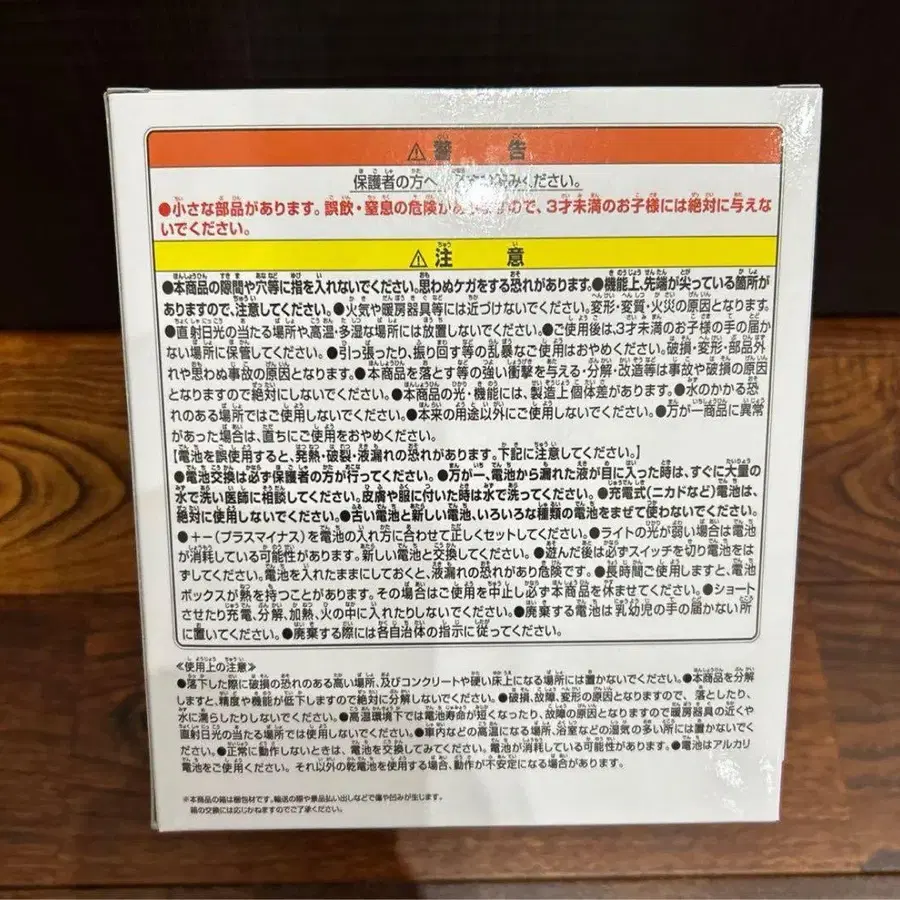 ⚠警告
保護者の方へ 必ずお読みください。
●小さな部品があります。誤飲・窒息の危険がありますので、3才未満のお子様には絶対に与えな
いでください。
⚠注意
●本商品の隙間や穴等に指を入れないでください。思わぬケガをする恐れがあります。●機能上、先端が尖っている箇所が
ありますので、注意してください。●火気や暖房器具等には近づけないでください。変形・変質・火災の原因となります。
●直射日光の当たる場所や高温・多湿な場所には放置しないでください。●ご使用後は、3才未満のお子様の手の届か
ない場所に保管してください。●引っ張ったり、振り回す等の乱暴なご使用はおやめください。破損・変形・部品外
れや思わぬ事故の原因となります。●本商品を落とす等の強い衝撃を与える・分解・改造等は事故や破損の原因
となりますので絶対にしないでください。●本商品の光・機能には、製造上個体差があります。●水のかかる恐
れのある場所ではご使用しないでください。●本来の用途以外にご使用しないでください。●万が一商品に異常
があった場合は、直ちにご使用をおやめください。
【電池を誤使用すると、発熱・破裂・液漏れの恐れがあります。下記に注意してください。】
●電池交換は必ず保護者の方が行ってください。●万が一、電池から漏れた液が目に入った時は、すぐに大量の
水で洗い医師に相談してください。皮膚や服に付いた時は水で洗ってください。●充電式(ニカドなど)電池は、
絶対に使用しないでください。●古い電池と新しい電池、いろいろな種類の電池をまぜて使わないでください。
●+−(プラスマイナス)を電池の入れ方に合わせて正しくセットしてください。●ライトの光が弱い場合は電池
が消耗している可能性があります。新しい電池と交換してください。●遊んだ後は必ずスイッチを切り電池をは
ずしてください。電池を入れたままにしておくと、液漏れの恐れがあり危険です。●長時間ご使用しますと、電池
ボックスが熱を持つことがあります。その場合はご使用を中止し必ず本商品を休ませてください。●ショート
させたり充電、分解、加熱、火の中に入れたりしないでください。●廃棄する電池は乳幼児の手の届かない所
に置いてください。●廃棄する際には各自治体の指示に従ってください。
≪使用上の注意≫
●落下した際に破損の恐れのある高い場所、及びコンクリートや硬い床上になる場所には置かないでください。●本商品を分解
しますと、精度や機能が低下しますので絶対に分解しないでください。●破損、故障、変形の原因となりますので、落としたり、
水に濡らしたりしないでください。●高温環境下では電池寿命が短くなったり、故障の原因となりますので暖房器具の近くや
直射日光の当たる場所では使用しないでください。●車内などの高温になる場所、浴室などの湿気の多い所には置かないでく
ださい。●正常に動作しないときは、電池を交換してみてください。電池が消耗している可能性があります。●電池はアルカリ
電池をご使用ください。それ以外の乾電池を使用する場合、動作が不安定になる場合があります。
※本商品の箱は梱包材です。輸送の際や景品払い出しなどで傷や凹みが生じます。
箱の交換には応じかねますのでご了承ください。